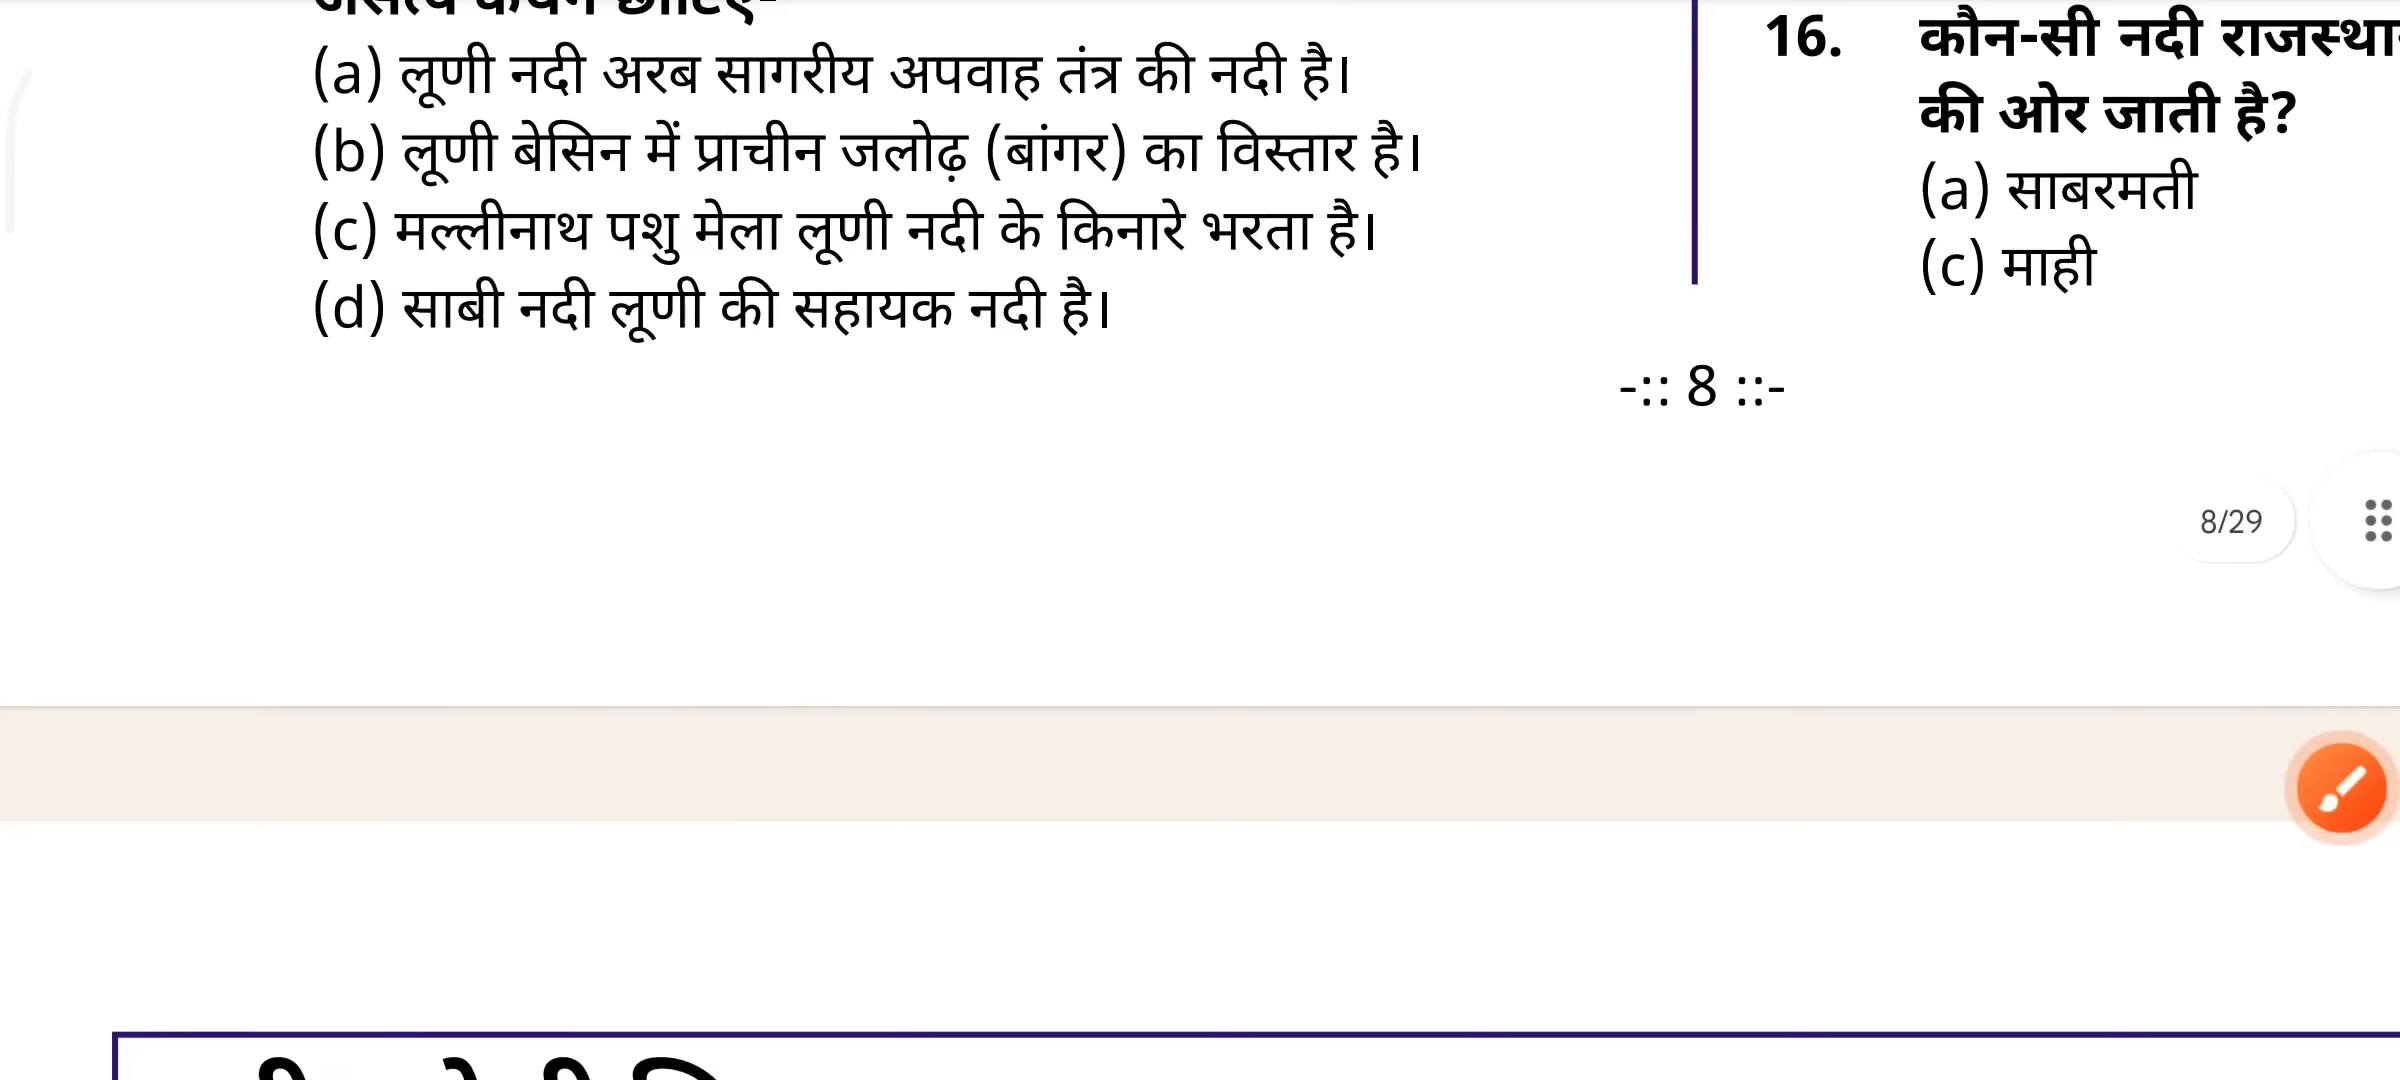 (a) लूणी नदी अरब सागरीय अपवाह तंत्र की नदी है।
(b) लूणी बेसिन में प्राचीन जलोढ़ (बांगर) का विस्तार है।
(c) मल्लीनाथ पशु मेला लूणी नदी के किनारे भरता है।
(d) साबी नदी लूणी की सहायक नदी है।
16. कौन-सी नदी
की ओर जाती है?
(a) साबरमती
(c) माही
-:: 8 ::-
8/29